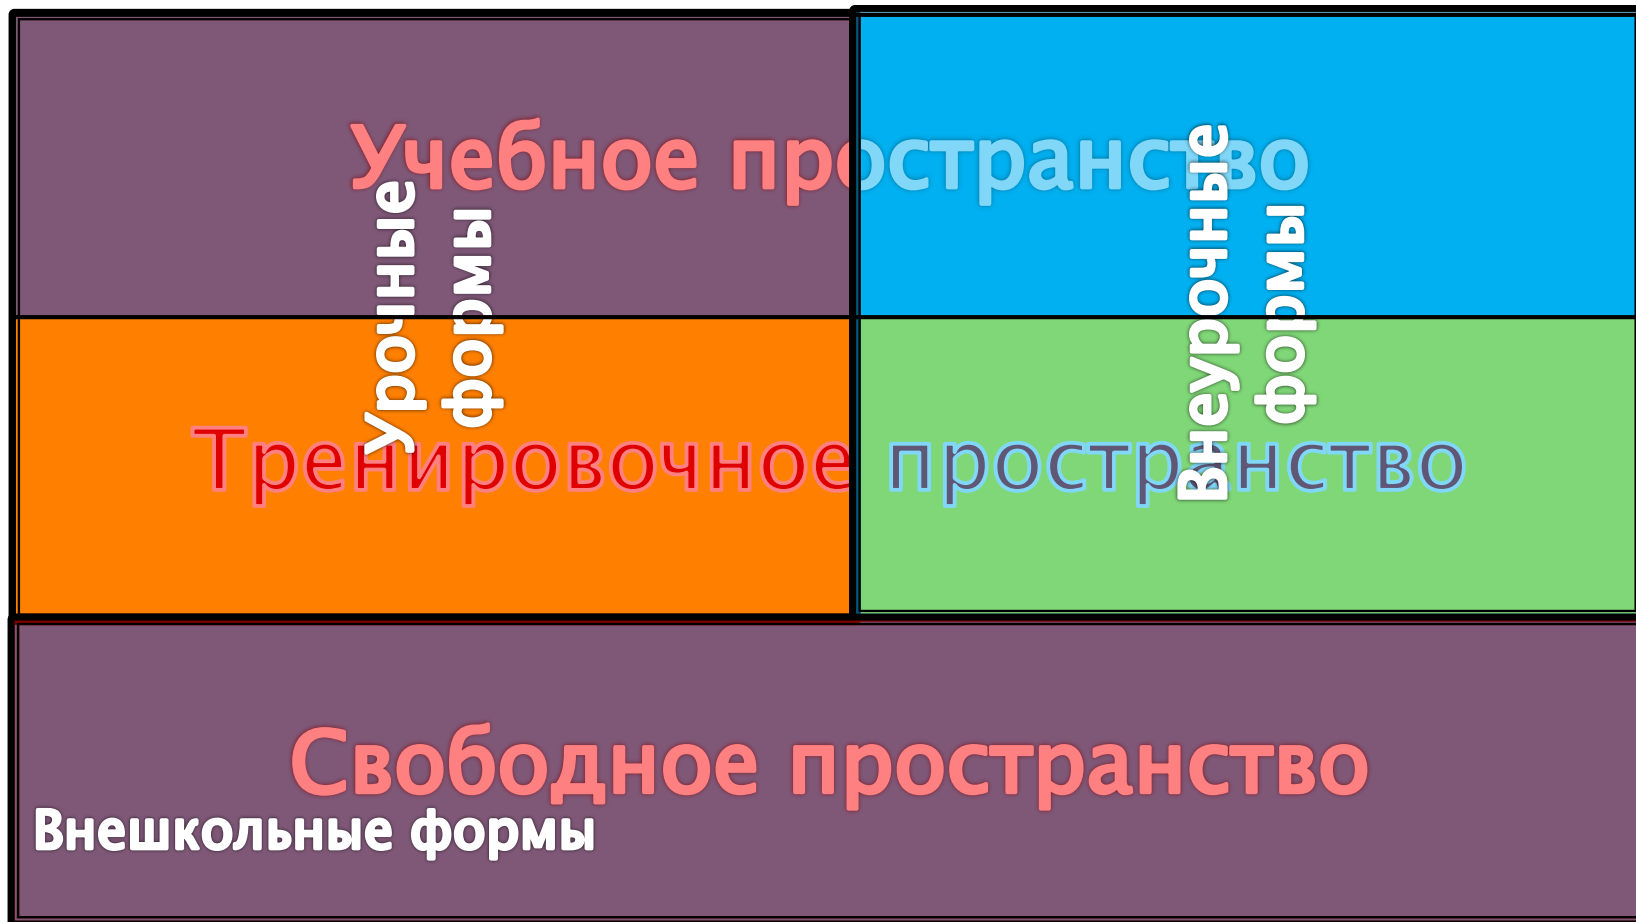 Учебное пространство
Урочные
формы
Внеурочные
формы
Тренировочное пространство
Свободное пространство
Внешкольные формы